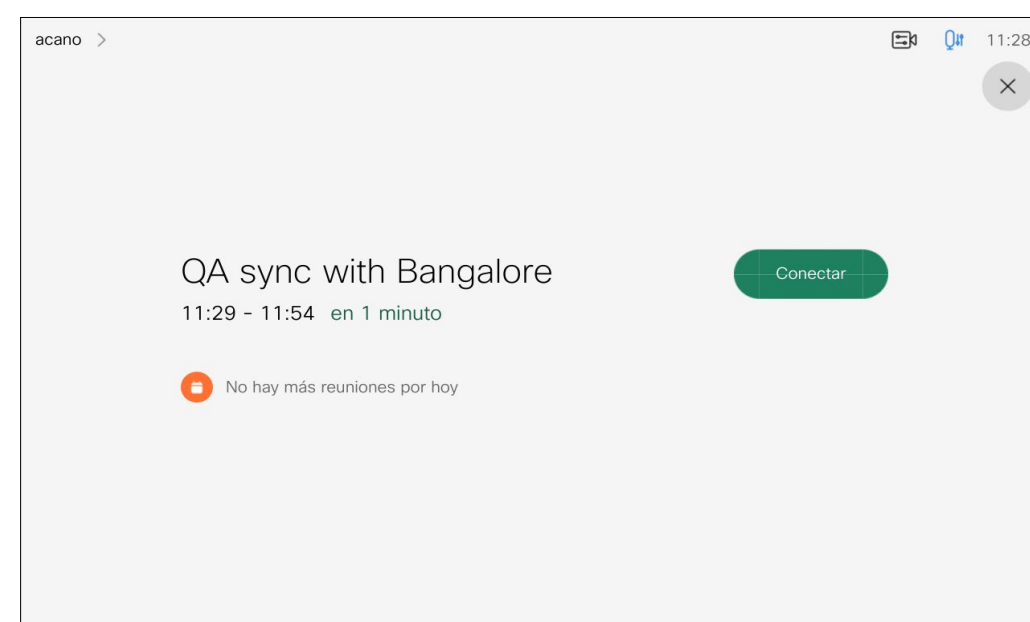 acano
11:28
QA sync with Bangalore
Conectar
11:29 - 11:54 en 1 minuto
No hay más reuniones por hoy